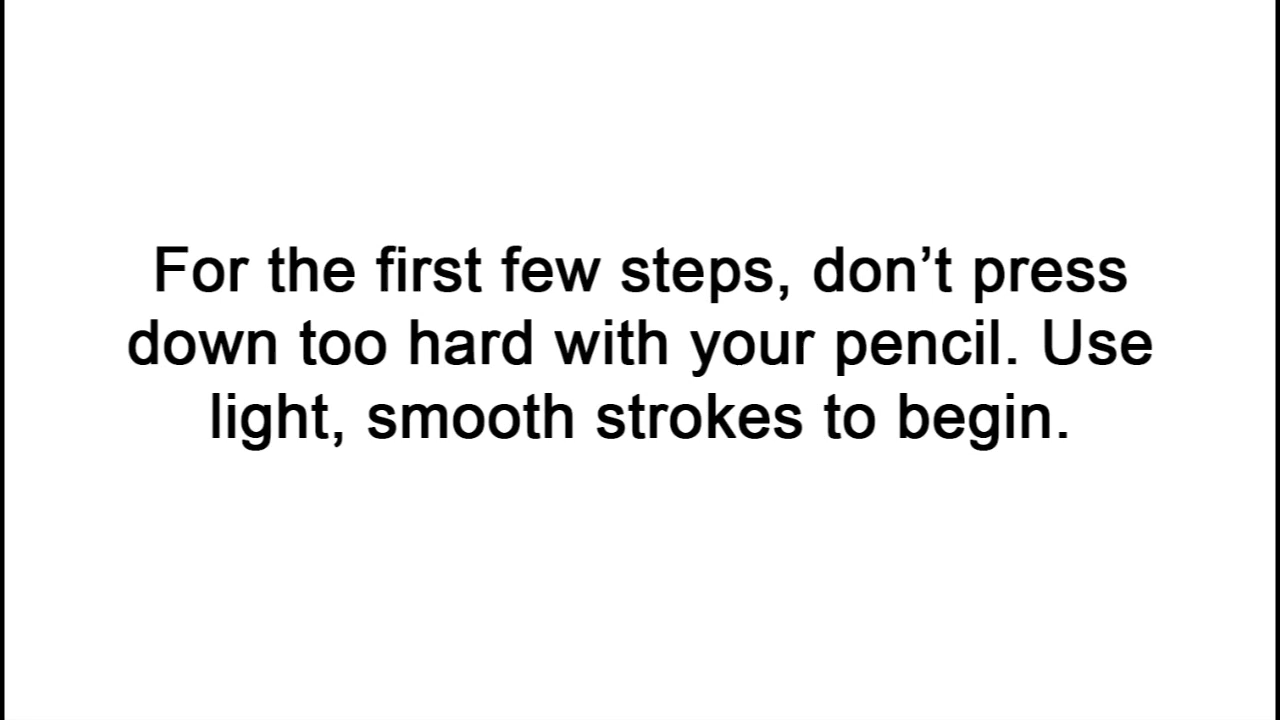 For the first few steps, don’t press
down too hard with your pencil. Use
light, smooth strokes to begin.